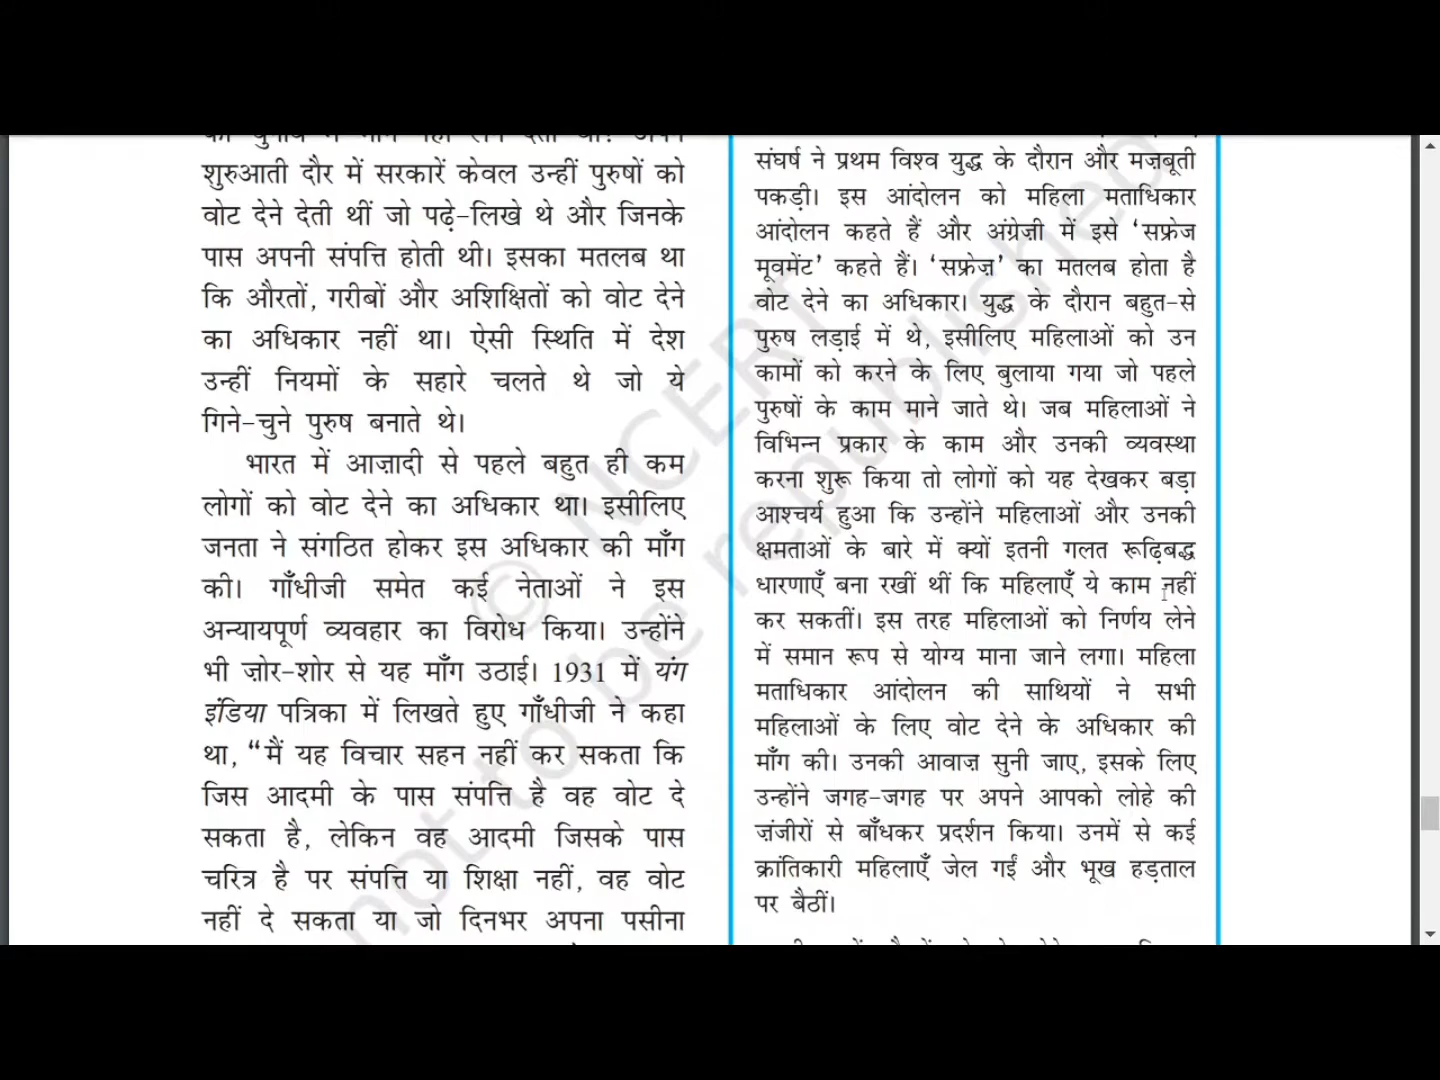 शुरुआती दौर में सरकारें केवल उन्हीं पुरुषों को
वोट देने देती थीं जो पढ़े-लिखे थे और जिनके
पास अपनी संपत्ति होती थी। इसका मतलब था
कि औरतों, गरीबों और अशिक्षितों को वोट देने
का अधिकार नहीं था। ऐसी स्थिति में देश
उन्हीं नियमों के सहारे चलते थे जो ये
गिने-चुने पुरुष बनाते थे।
भारत में आज़ादी से पहले बहुत ही कम
लोगों को वोट देने का अधिकार था। इसीलिए
जनता ने संगठित होकर इस अधिकार की माँग
की। गाँधीजी समेत कई नेताओं ने इस
अन्यायपूर्ण व्यवहार का विरोध किया। उन्होंने
भी ज़ोर-शोर से यह माँग उठाई। 1931 में यंग
इंडिया पत्रिका में लिखते हुए गाँधीजी ने कहा
था, “मैं यह विचार सहन नहीं कर सकता कि
जिस आदमी के पास संपत्ति है वह वोट दे
सकता है, लेकिन वह आदमी जिसके पास
चरित्र है पर संपत्ति या शिक्षा नहीं, वह वोट
नहीं दे सकता या जो दिनभर अपना पसीना
संघर्ष ने प्रथम विश्व युद्ध के दौरान और मज़बूती
पकड़ी। इस आंदोलन को महिला मताधिकार
आंदोलन कहते हैं और अंग्रेज़ी में इसे ‘सफ्रेज
मूवमेंट’ कहते हैं। ‘सफ्रेज़’ का मतलब होता है
वोट देने का अधिकार। युद्ध के दौरान बहुत-से
पुरुष लड़ाई में थे, इसीलिए महिलाओं को उन
कामों को करने के लिए बुलाया गया जो पहले
पुरुषों के काम माने जाते थे। जब महिलाओं ने
विभिन्न प्रकार के काम और उनकी व्यवस्था
करना शुरू किया तो लोगों को यह देखकर बड़ा
आश्चर्य हुआ कि उन्होंने महिलाओं और उनकी
क्षमताओं के बारे में क्यों इतनी गलत रूढ़िबद्ध
धारणाएँ बना रखीं थीं कि महिलाएँ ये काम नहीं
कर सकतीं। इस तरह महिलाओं को निर्णय लेने
में समान रूप से योग्य माना जाने लगा। महिला
मताधिकार आंदोलन की साथियों ने सभी
महिलाओं के लिए वोट देने के अधिकार की
माँग की। उनकी आवाज़ सुनी जाए, इसके लिए
उन्होंने जगह-जगह पर अपने आपको लोहे की
ज़ंजीरों से बाँधकर प्रदर्शन किया। उनमें से कई
क्रांतिकारी महिलाएँ जेल गईं और भूख हड़ताल
पर बैठीं।
© NCERT
not to be republished